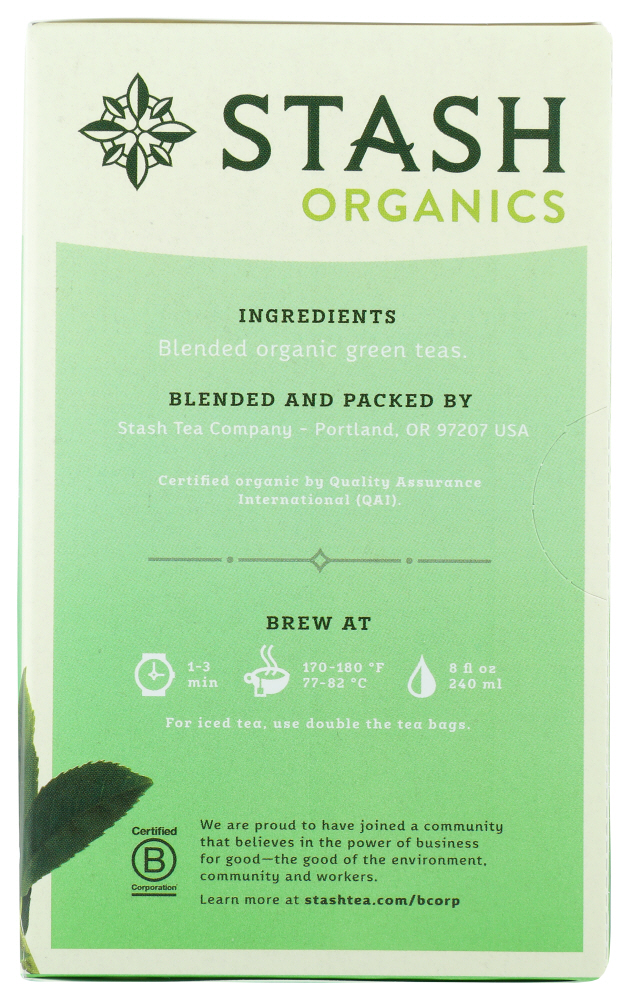 STASH
ORGANICS
INGREDIENTS
Blended organic green teas.
BLENDED AND PACKED BY
Stash Tea Company - Portland, OR 97207 USA
Certified organic by Quality Assurance
International (QAI).
BREW AT
1-3
min
170-180 °F
77-82 °C
8 fl oz
240 ml
For iced tea, use double the tea bags.
Certified
B
Corporation
We are proud to have joined a community
that believes in the power of business
for good—the good of the environment,
community and workers.
Learn more at stashtea.com/bcorp